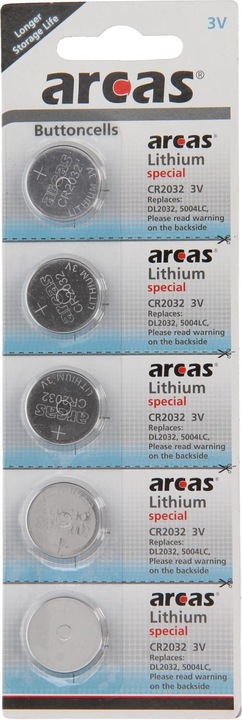 Longer
Storage Life
3V
arcas®
Buttoncells
arcas®
Lithium
special
CR2032 3V
Replaces:
DL2032, 5004LC,
Please read warning
on the backside
arcas®
Lithium
special
CR2032 3V
Replaces:
DL2032, 5004LC,
Please read warning
on the backside
arcas®
Lithium
special
CR2032 3V
Replaces:
DL2032, 5004LC,
Please read warning
on the backside
arcas®
Lithium
special
CR2032 3V
Replaces:
DL2032, 5004LC,
Please read warning
on the backside
arcas®
Lithium
special
CR2032 3V
Replaces:
DL2032, 5004LC,
Please read warning
on the backside
+
arcas
CR2032
+
LITHIUM 3V
CR2032
arcas
LITHIUM 3V
CR2032
arcas
+